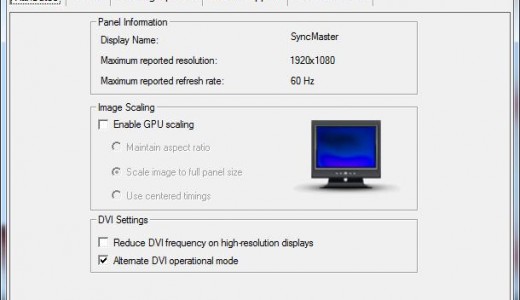 Attributes
Panel Information
Display Name: SyncMaster
Maximum reported resolution: 1920x1080
Maximum reported refresh rate: 60 Hz
Image Scaling
Enable GPU scaling
Maintain aspect ratio
Scale image to full panel size
Use centered timings
DVI Settings
Reduce DVI frequency on high-resolution displays
Alternate DVI operational mode